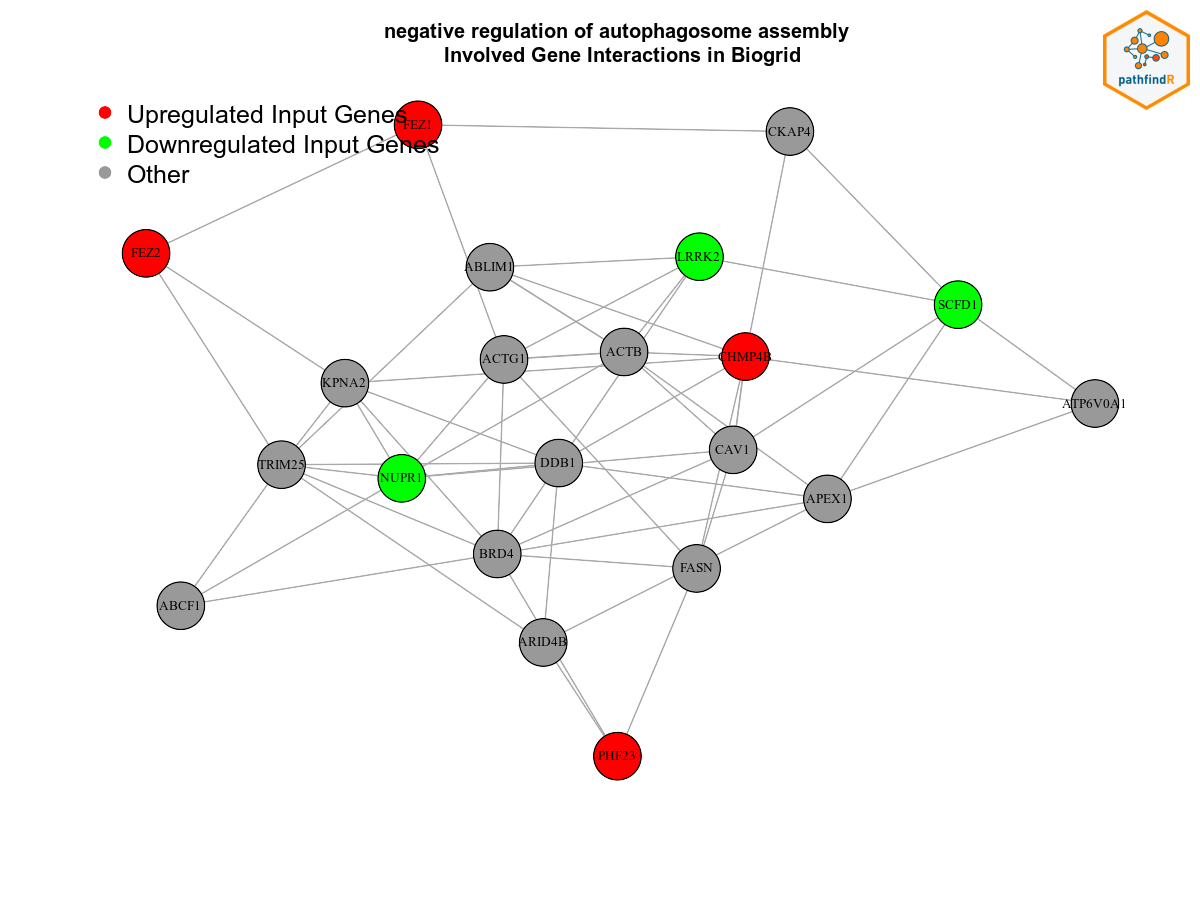 negative regulation of autophagosome assembly
Involved Gene Interactions in Biogrid
pathfindR
Upregulated Input Genes
Downregulated Input Genes
Other
FEZ1
CKAP4
FEZ2
LRRK2
ABLIM1
SCFD1
ACTB
CHMP4B
ACTG1
KPNA2
ATP6V0A1
CAV1
DDB1
TRIM25
NUPR1
APEX1
BRD4
FASN
ABCF1
ARID4B
PHF23